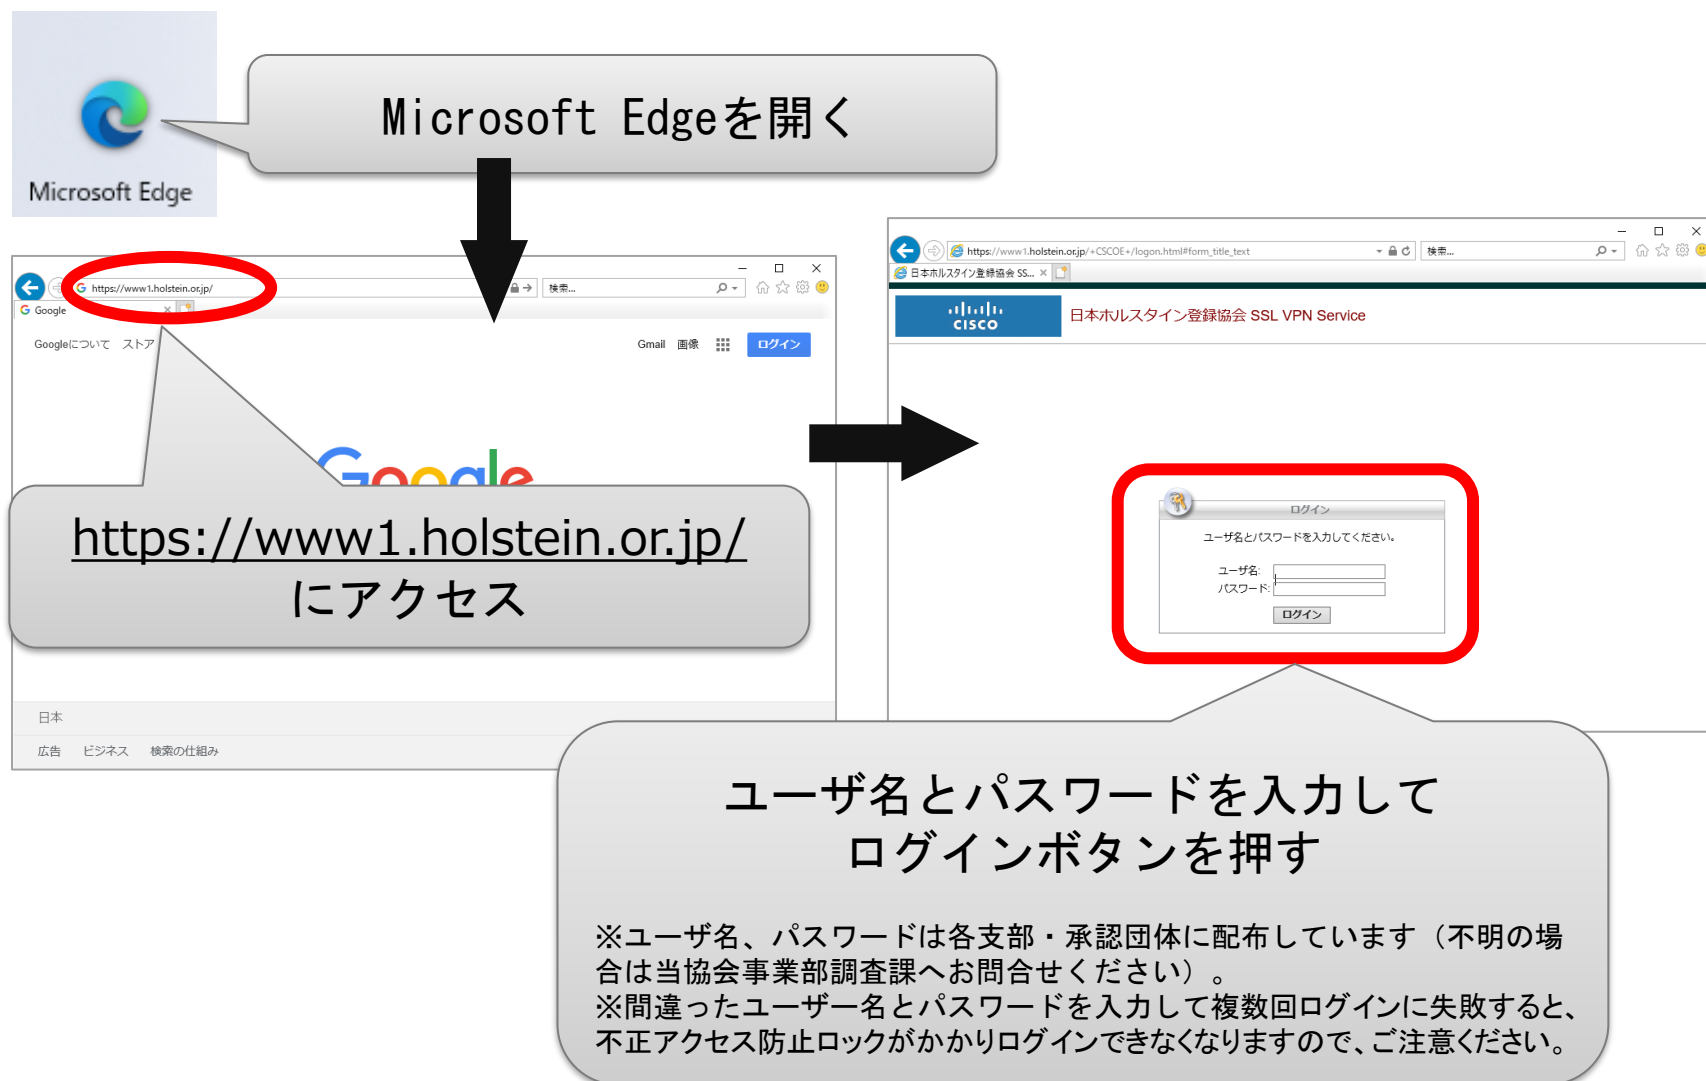 Microsoft Edge
Microsoft Edgeを開く
https://www1.holstein.or.jp/
検索...
Google
Googleについて ストア
Gmail 画像
ログイン
Google
https://www1.holstein.or.jp/
にアクセス
日本
広告 ビジネス 検索の仕組み
https://www1.holstein.or.jp/+CSCOE+/logon.html#form_title_text
検索...
日本ホルスタイン登録協会 SS...
CISCO
日本ホルスタイン登録協会 SSL VPN Service
ログイン
ユーザ名とパスワードを入力してください。
ユーザ名:
パスワード:
ログイン
ユーザ名とパスワードを入力して
ログインボタンを押す
※ユーザ名、パスワードは各支部・承認団体に配布しています（不明の場
合は当協会事業部調査課へお問合せください）。
※間違ったユーザー名とパスワードを入力して複数回ログインに失敗すると、
不正アクセス防止ロックがかかりログインできなくなりますので、ご注意ください。